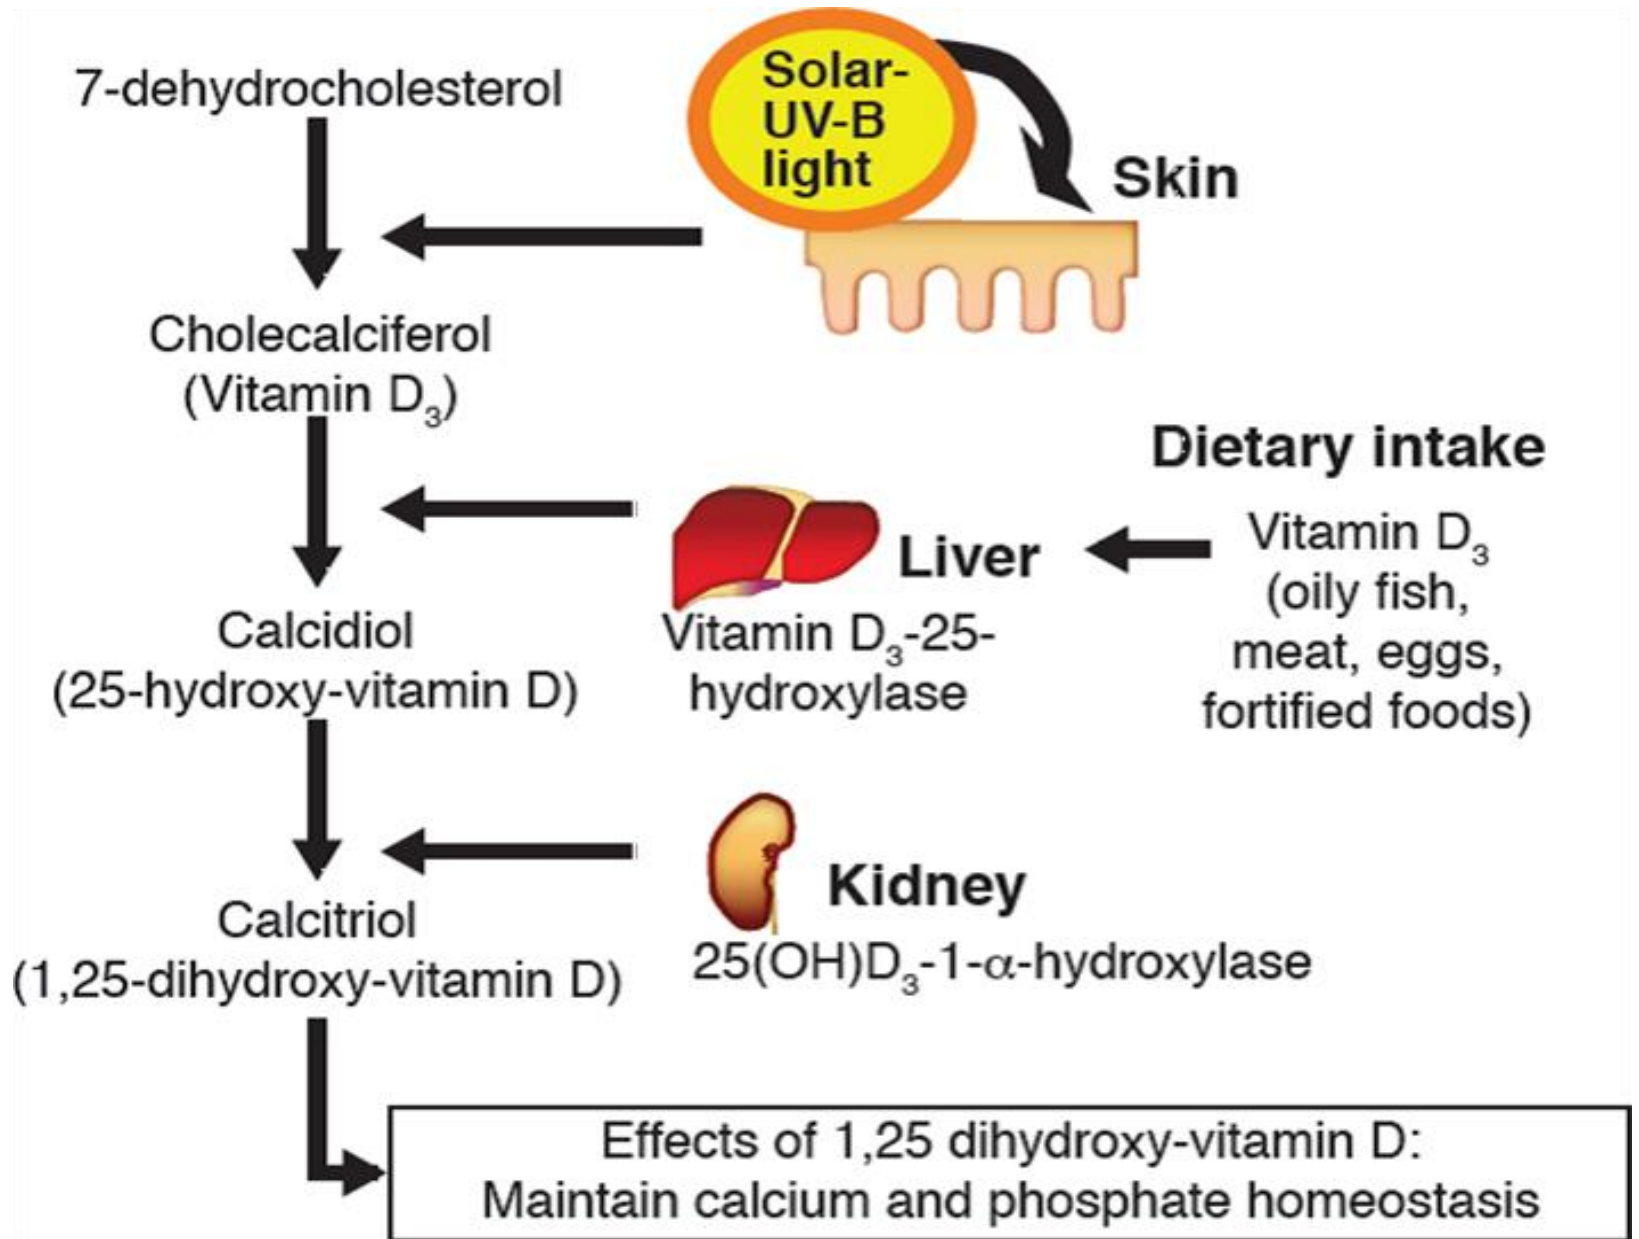 7-dehydrocholesterol
Solar-
UV-B
light
Skin
Cholecalciferol
(Vitamin D₃)
Dietary intake
Vitamin D₃
(oily fish,
meat, eggs,
fortified foods)
Liver
Vitamin D₃-25-
hydroxylase
Calcidiol
(25-hydroxy-vitamin D)
Kidney
25(OH)D₃-1-α-hydroxylase
Calcitriol
(1,25-dihydroxy-vitamin D)
Effects of 1,25 dihydroxy-vitamin D:
Maintain calcium and phosphate homeostasis